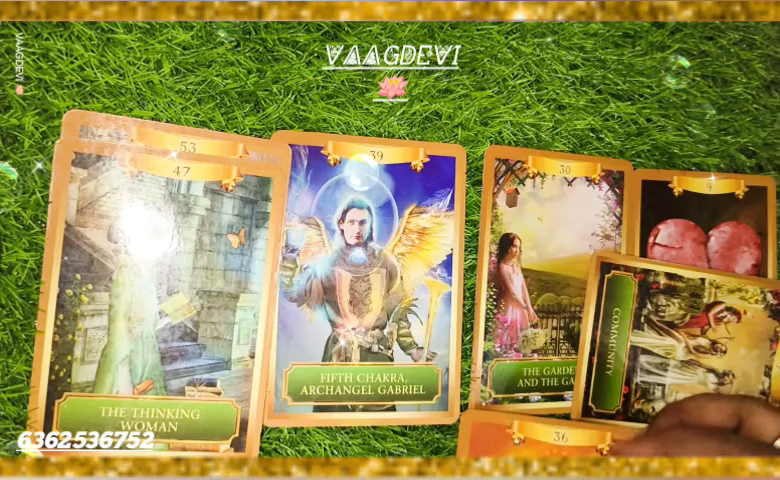 VAAGDEVI
VAAGDEVI
53
47
THE THINKING
WOMAN
39
FIFTH CHAKRA,
ARCHANGEL GABRIEL
30
THE GARDE
AND THE GA
COMMUNITY
36
6362536752